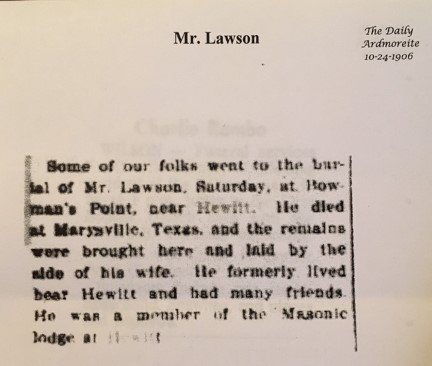 Mr. Lawson
The Daily
Ardmoreite
10-24-1906
Some of our folks went to the bur-
ial of Mr. Lawson, Saturday, at Bow-
man's Point, near Hewitt. He died
at Marysville, Texas, and the remains
were brought here and laid by the
side of his wife. He formerly lived
bear Hewitt and had many friends.
He was a member of the Masonic
lodge at Hewitt